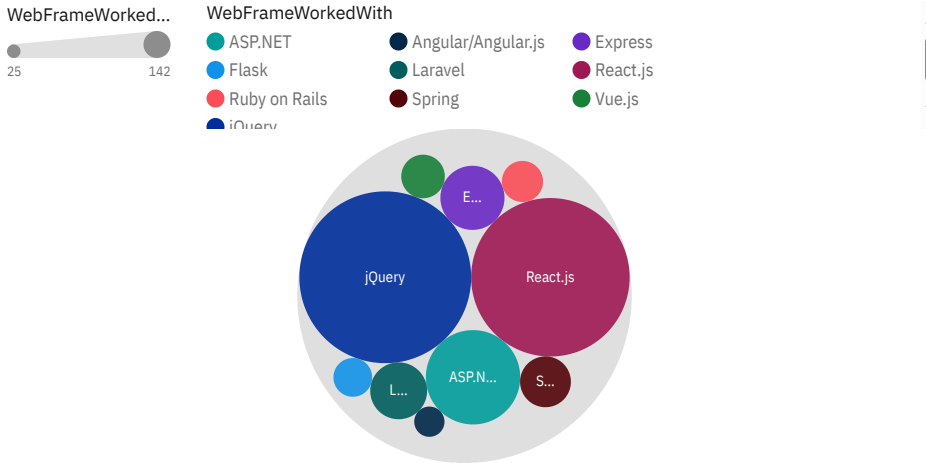 WebFrameWorked...
25 142
WebFrameWorkedWith
ASP.NET Angular/Angular.js Express
Flask Laravel React.js
Ruby on Rails Spring Vue.js
jQuery
E...
jQuery React.js
L... ASP.N... S...